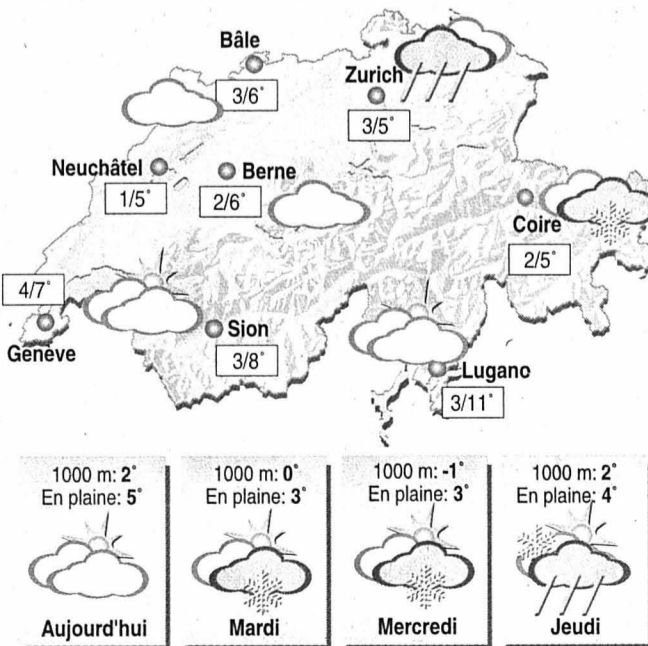 Bâle
3/6°
Zurich
3/5°
Neuchâtel
1/5°
Berne
2/6°
Coire
2/5°
4/7°
Genève
Sion
3/8°
Lugano
3/11°
1000 m: 2°
En plaine: 5°
Aujourd'hui
1000 m: 0°
En plaine: 3°
Mardi
1000 m: -1°
En plaine: 3°
Mercredi
1000 m: 2°
En plaine: 4°
Jeudi